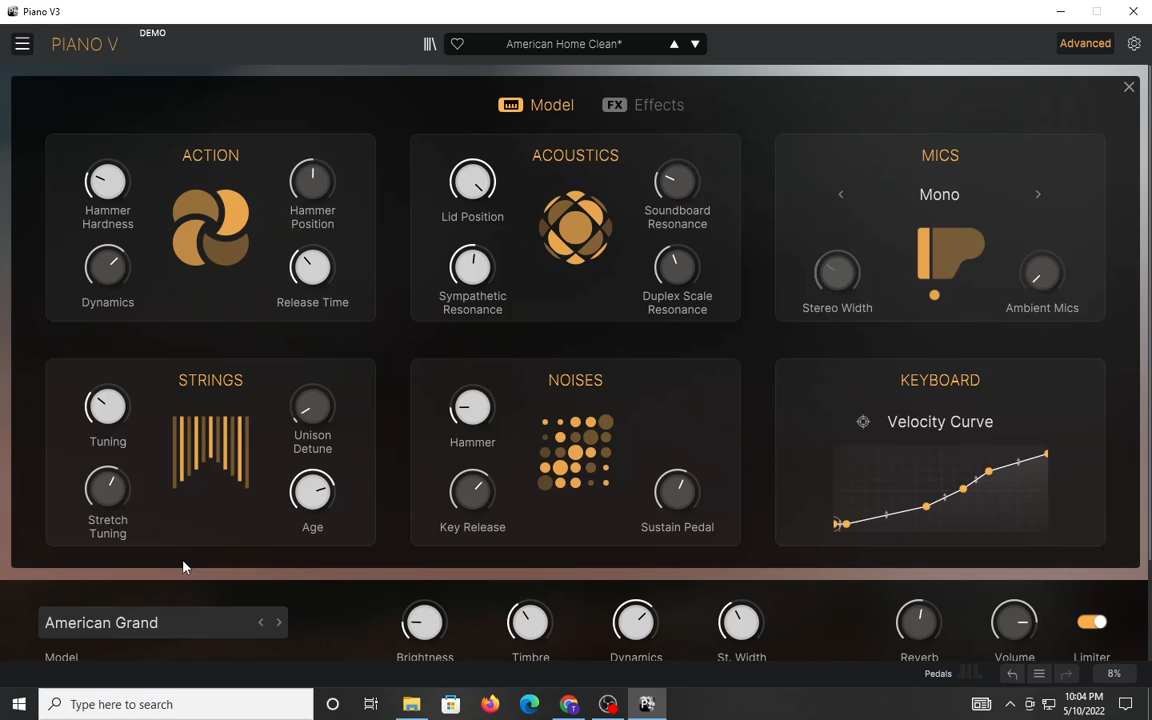 Piano V3
PIANO V
DEMO
American Home Clean*
Advanced
Model
FX Effects
ACTION
Hammer
Hardness
Hammer
Position
Dynamics
Release Time
ACOUSTICS
Lid Position
Soundboard
Resonance
Sympathetic
Resonance
Duplex Scale
Resonance
MICS
Mono
Stereo Width
Ambient Mics
STRINGS
Tuning
Unison
Detune
Stretch
Tuning
Age
NOISES
Hammer
Key Release
Sustain Pedal
KEYBOARD
Velocity Curve
American Grand
Model
Brightness
Timbre
Dynamics
St. Width
Reverb
Volume
Limiter
Pedals
8%
Type here to search
10:04 PM
5/10/2022